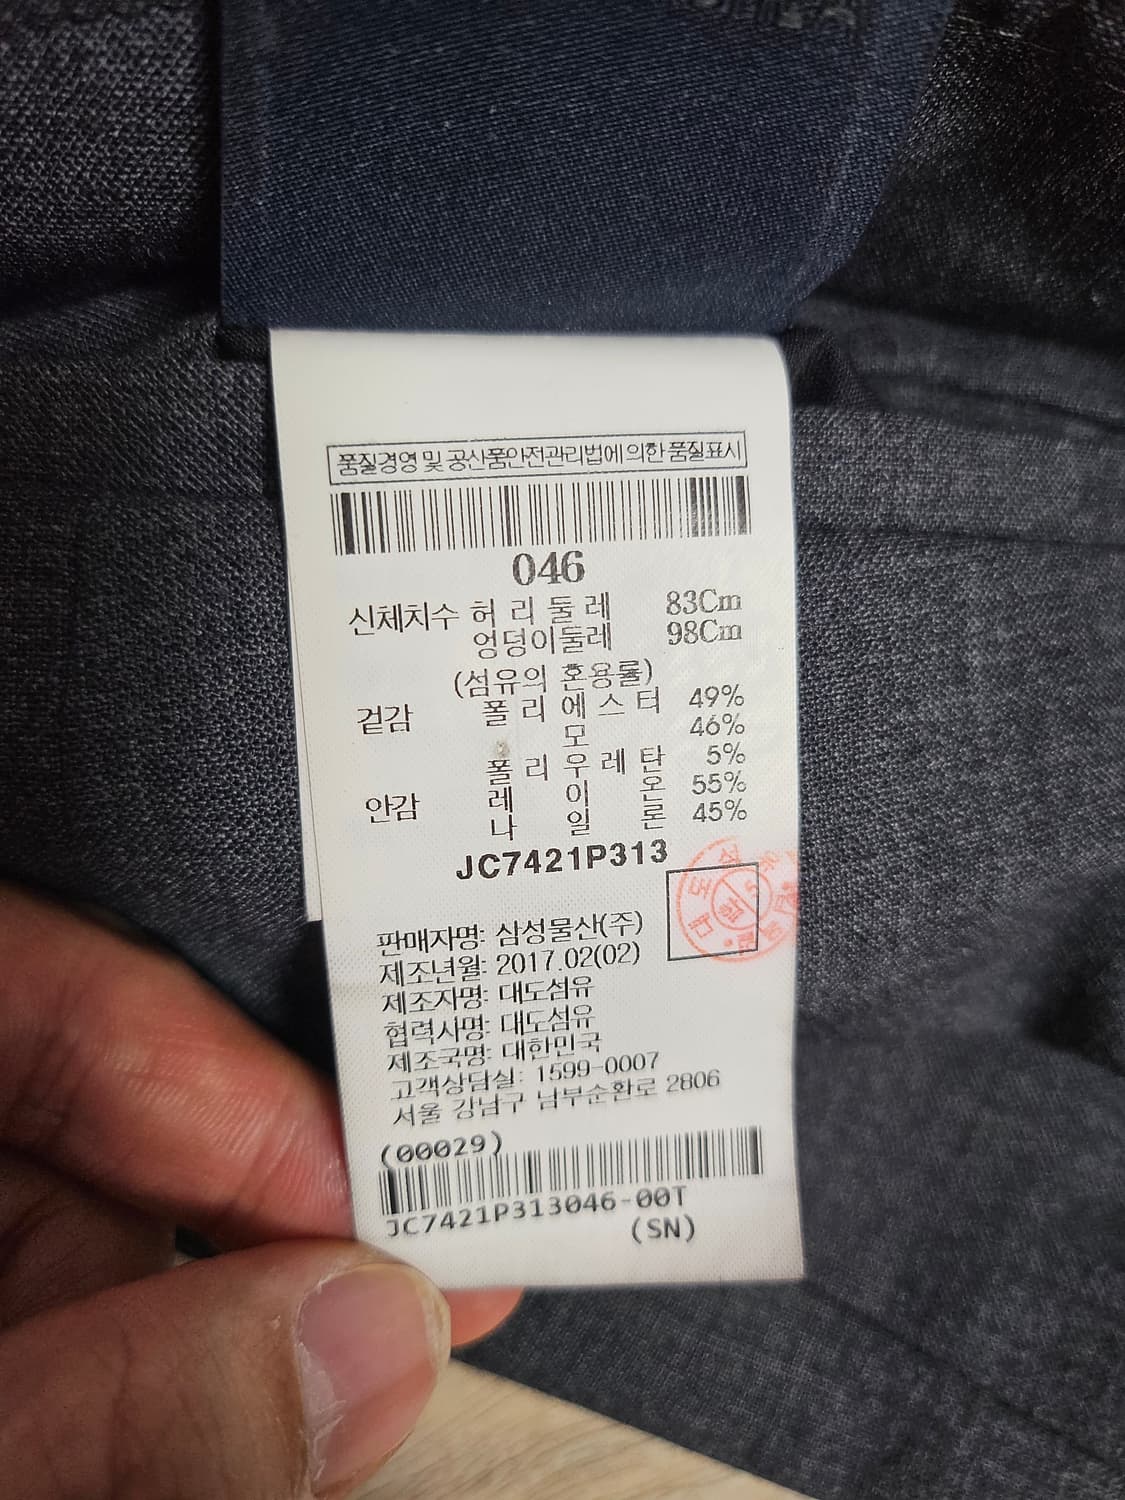 품질경영 및 공산품안전관리법에 의한 품질표시
046
신체치수 허리둘레 83Cm
엉덩이둘레 98Cm
(섬유의 혼용률)
겉감 폴리에스터 49%
모 46%
폴리우레탄 5%
안감 레이온 55%
나일론 45%
JC7421P313
판매자명: 삼성물산(주)
제조년월: 2017.02(02)
제조자명: 대도섬유
협력사명: 대도섬유
제조국명: 대한민국
고객상담실: 1599-0007
서울 강남구 남부순환로 2806
(00029)
JC7421P313046-00T
(SN)